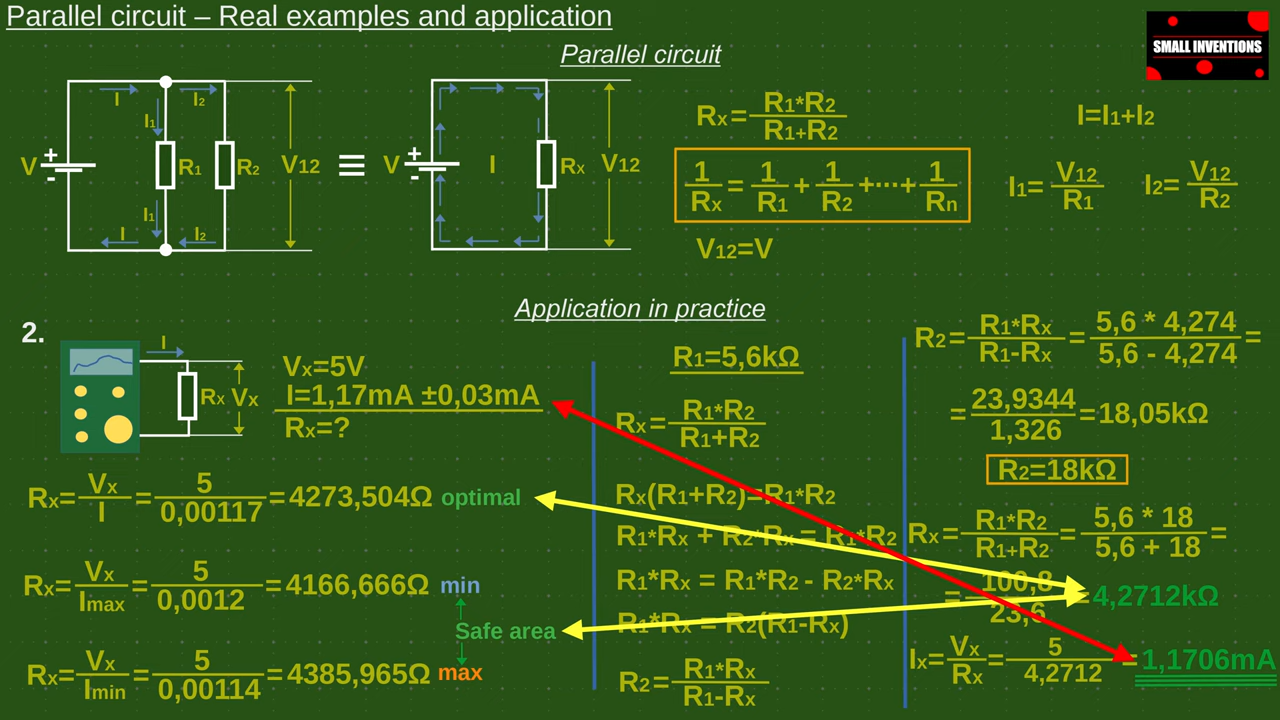 Parallel circuit – Real examples and application
SMALL INVENTIONS
Parallel circuit
I I2
I1
V + - R1 R2 V12 ≡ V + - I Rx V12
I1
I I2
Rx = R1*R2 / R1+R2
1/Rx = 1/R1 + 1/R2 +...+ 1/Rn
V12=V
I=I1+I2
I1= V12/R1 I2= V12/R2
Application in practice
2.
I
Rx Vx
Vx=5V
I=1,17mA ±0,03mA
Rx=?
Rx= Vx/I = 5/0,00117 =4273,504Ω optimal
Rx= Vx/Imax = 5/0,0012 =4166,666Ω min
Safe area
Rx= Vx/Imin = 5/0,00114 =4385,965Ω max
R1=5,6kΩ
Rx= R1*R2 / R1+R2
Rx(R1+R2)=R1*R2
R1*Rx + R2*Rx = R1*R2
R1*Rx = R1*R2 - R2*Rx
R1*Rx = R2(R1-Rx)
R2= R1*Rx / R1-Rx
R2= R1*Rx / R1-Rx = 5,6 * 4,274 / 5,6 - 4,274 =
= 23,9344 / 1,326 =18,05kΩ
R2=18kΩ
Rx= R1*R2 / R1+R2 = 5,6 * 18 / 5,6 + 18 =
= 100,8 / 23,6 =4,2712kΩ
Ix= Vx/Rx = 5 / 4,2712 =1,1706mA